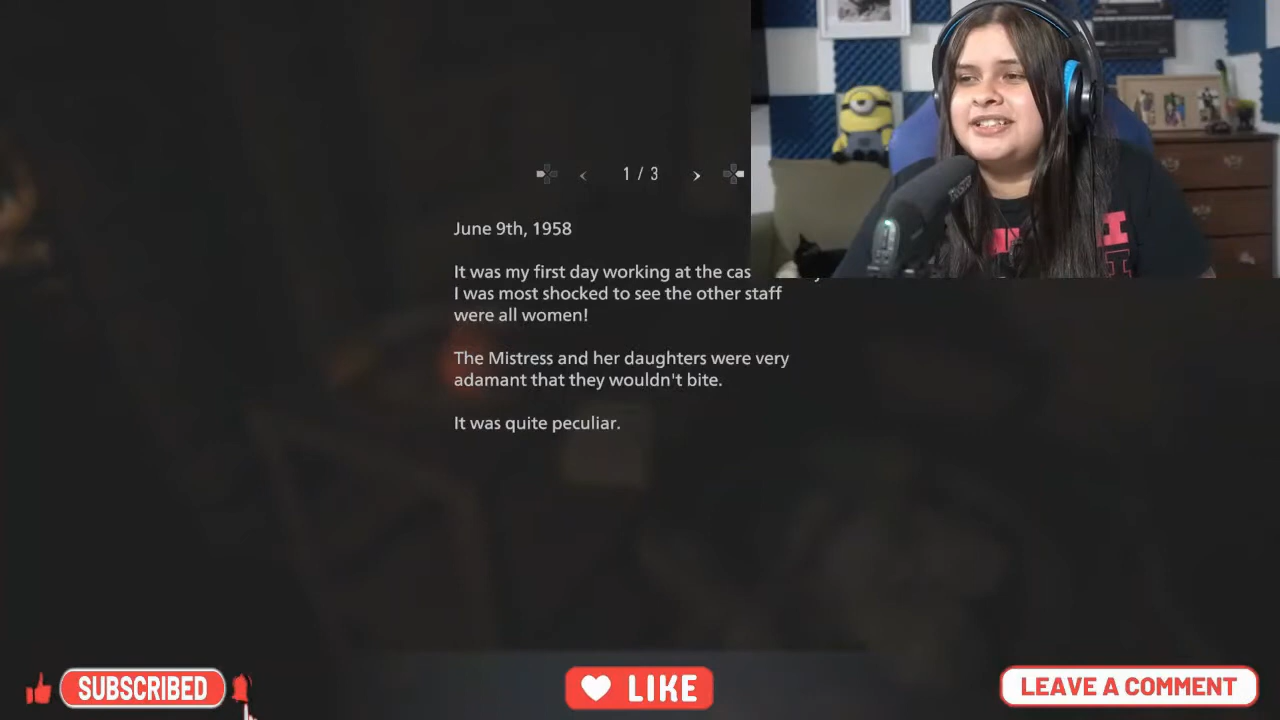 1 / 3
June 9th, 1958
It was my first day working at the cas
I was most shocked to see the other staff
were all women!
The Mistress and her daughters were very
adamant that they wouldn't bite.
It was quite peculiar.
SUBSCRIBED
LIKE
LEAVE A COMMENT